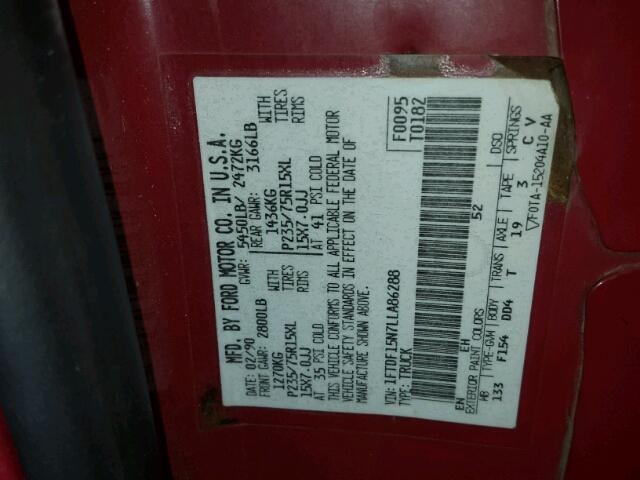 MFD. BY FORD MOTOR CO. IN U.S.A.
DATE: 02/90 GVWR: 5450LB/ 2472KG
FRONT GAWR: 2800LB REAR GAWR: 3166LB
1270KG WITH 1436KG WITH
P235/75R15XL TIRES P235/75R15XL TIRES
15X7.0JJ RIMS 15X7.0JJ RIMS
AT 35 PSI COLD AT 41 PSI COLD
THIS VEHICLE CONFORMS TO ALL APPLICABLE FEDERAL MOTOR
VEHICLE SAFETY STANDARDS IN EFFECT ON THE DATE OF
MANUFACTURE SHOWN ABOVE.
F0095
T0182
VIN: 1FTDF15N7LLA86288
TYPE: TRUCK
52
EN EH
EXTERIOR PAINT COLORS DSO
WB TYPE-GVW BODY TRANS AXLE TAPE SPRINGS
133 F154 DD4 T 19 3 C V
F0TA-15204A10-AA